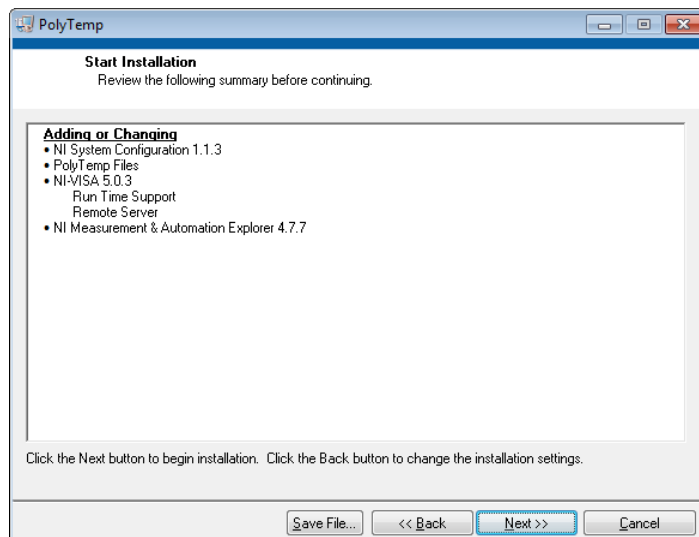 PolyTemp
Start Installation
Review the following summary before continuing.
Adding or Changing
• NI System Configuration 1.1.3
• PolyTemp Files
• NI-VISA 5.0.3
Run Time Support
Remote Server
• NI Measurement & Automation Explorer 4.7.7
Click the Next button to begin installation. Click the Back button to change the installation settings.
Save File... << Back Next >> Cancel